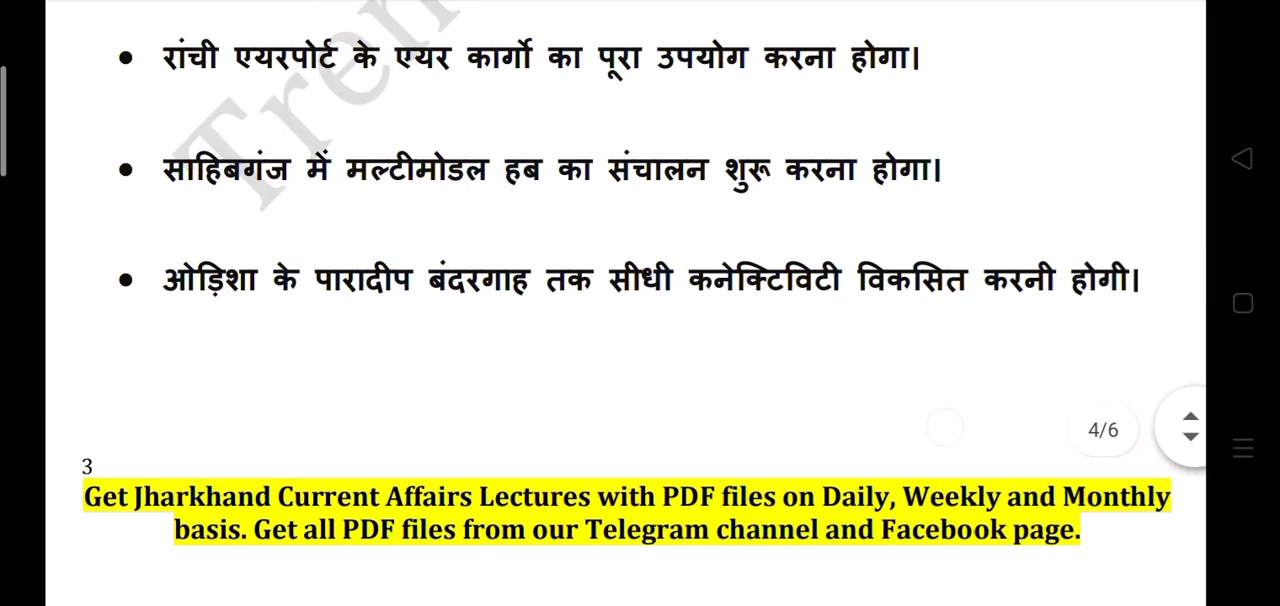 • रांची एयरपोर्ट के एयर कार्गो का पूरा उपयोग करना होगा।
• साहिबगंज में मल्टीमोडल हब का संचालन शुरू करना होगा।
• ओड़िशा के पारादीप बंदरगाह तक सीधी कनेक्टिविटी विकसित करनी होगी।
4/6
3
Get Jharkhand Current Affairs Lectures with PDF files on Daily, Weekly and Monthly
basis. Get all PDF files from our Telegram channel and Facebook page.
Tren